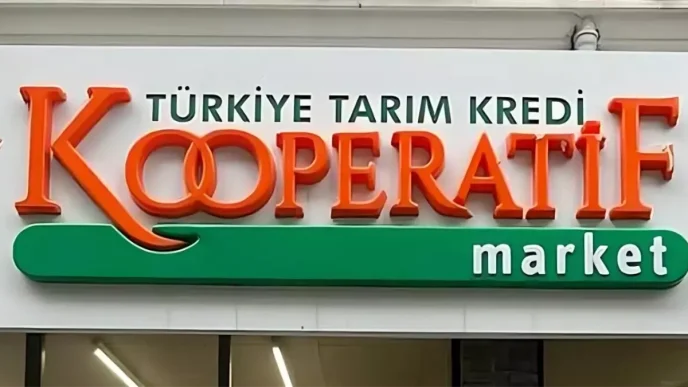 TÜRKİYE TARIM KREDİ
KOOPERATİF
market